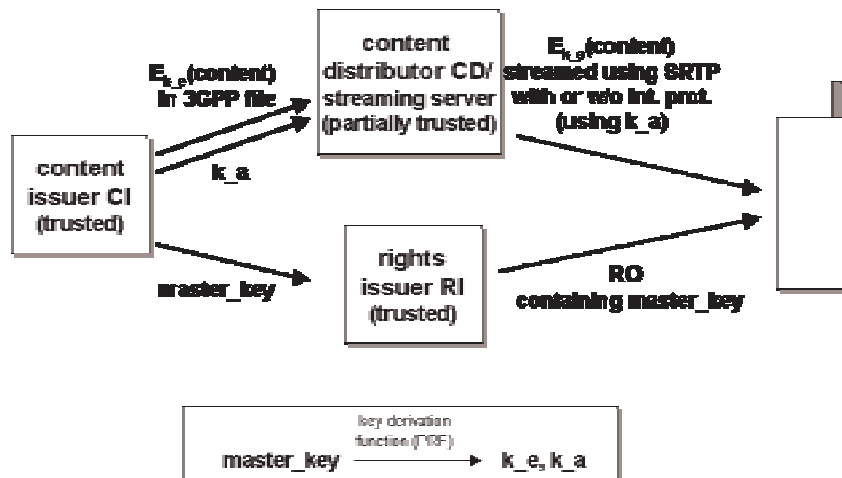 content
distributor CD/
streaming server
(partially trusted)
E_k_e(content)
in 3GPP file
E_k_e(content)
streamed using SRTP
with or w/o int. prot.
(using k_a)
k_a
content
issuer CI
(trusted)
master_key
rights
issuer RI
(trusted)
RO
containing master_key
key derivation
function (PRF)
master_key
k_e, k_a